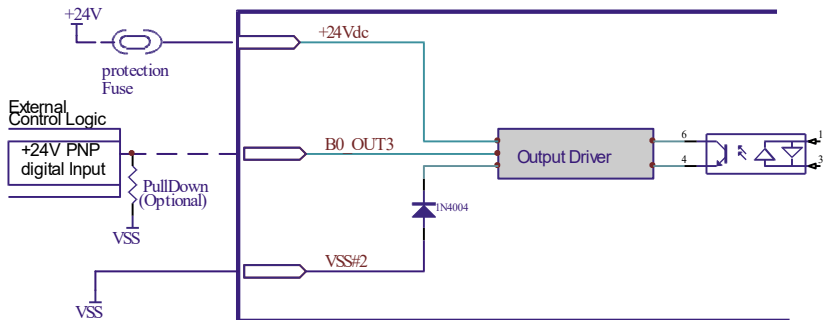 +24V
+24Vdc
protection
Fuse
External
Control Logic
+24V PNP
digital Input
B0_OUT3
Output Driver
6
4
1
3
PullDown
(Optional)
VSS
1N4004
VSS#2
VSS